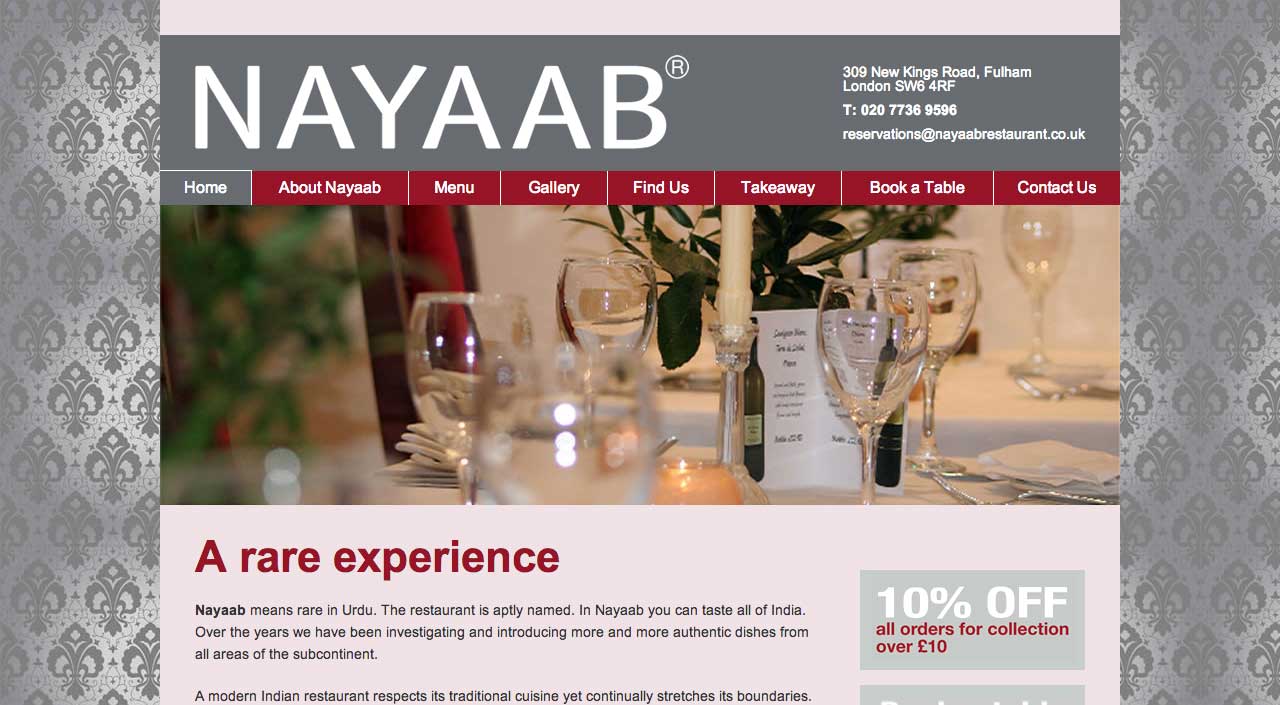 NAYAAB®
309 New Kings Road, Fulham
London SW6 4RF
T: 020 7736 9596
reservations@nayaabrestaurant.co.uk
Home About Nayaab Menu Gallery Find Us Takeaway Book a Table Contact Us
A rare experience
Nayaab means rare in Urdu. The restaurant is aptly named. In Nayaab you can taste all of India.
Over the years we have been investigating and introducing more and more authentic dishes from
all areas of the subcontinent.
A modern Indian restaurant respects its traditional cuisine yet continually stretches its boundaries.
10% OFF
all orders for collection
over £10